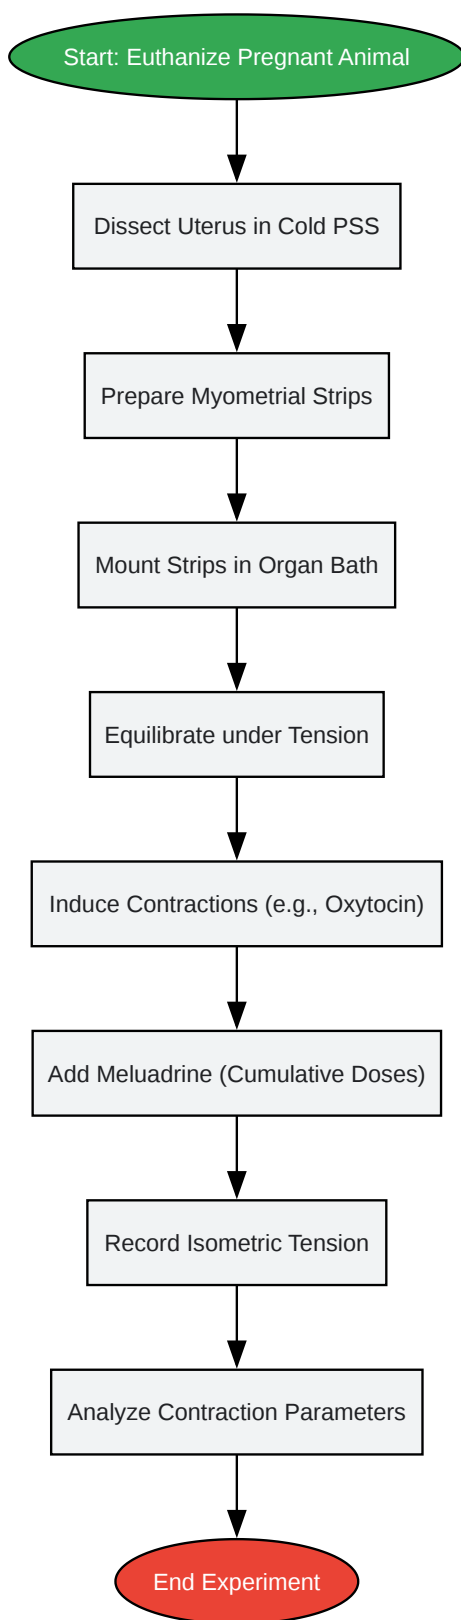 Start: Euthanize Pregnant Animal
Dissect Uterus in Cold PSS
Prepare Myometrial Strips
Mount Strips in Organ Bath
Equilibrate under Tension
Induce Contractions (e.g., Oxytocin)
Add Meluadrine (Cumulative Doses)
Record Isometric Tension
Analyze Contraction Parameters
End Experiment